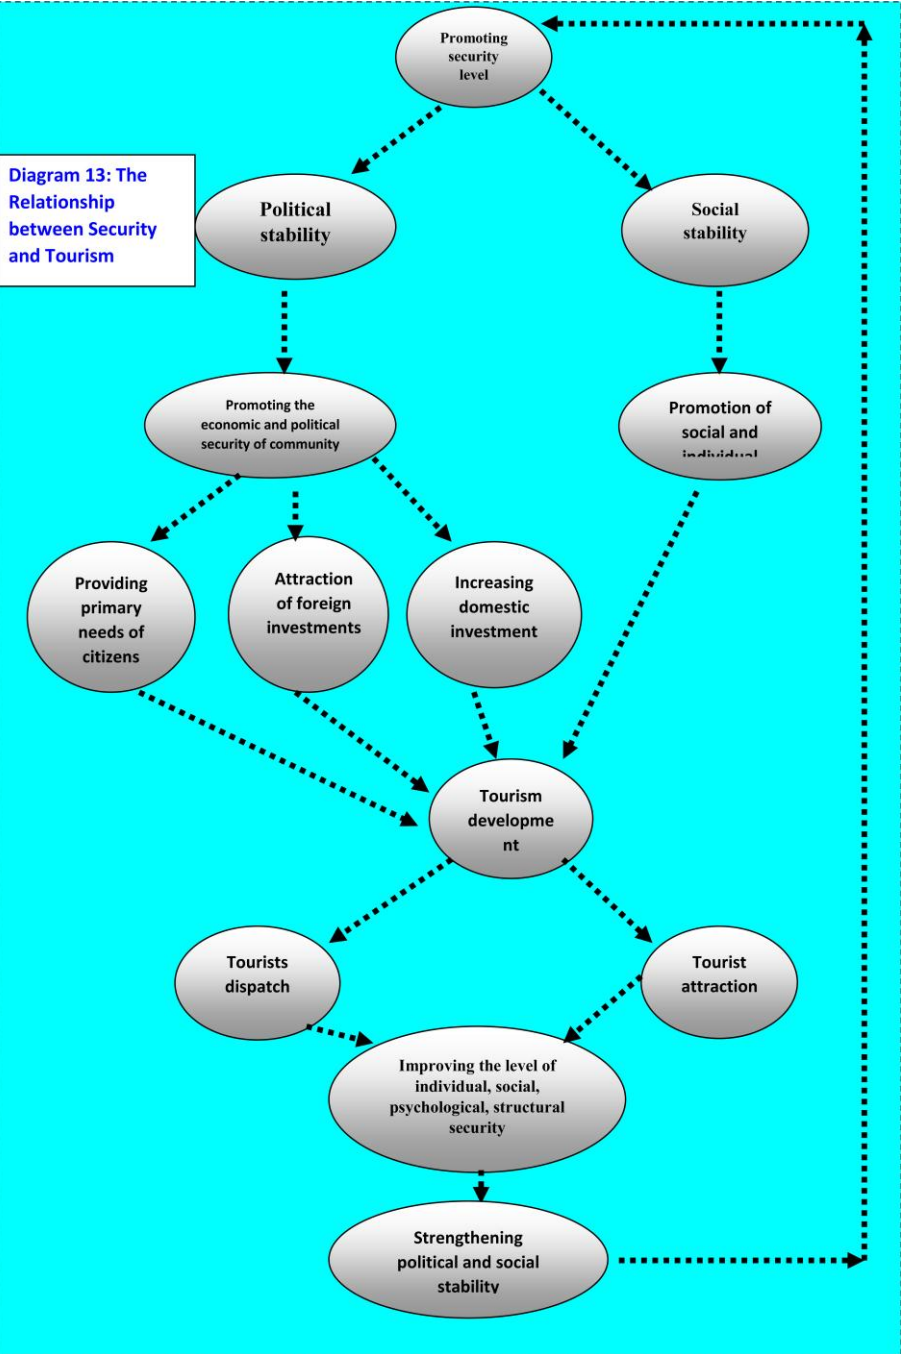 Promoting
security
level
Diagram 13: The
Relationship
between Security
and Tourism
Political
stability
Social
stability
Promoting the
economic and political
security of community
Promotion of
social and
individual
Providing
primary
needs of
citizens
Attraction
of foreign
investments
Increasing
domestic
investment
Tourism
developme
nt
Tourists
dispatch
Tourist
attraction
Improving the level of
individual, social,
psychological, structural
security
Strengthening
political and social
stability